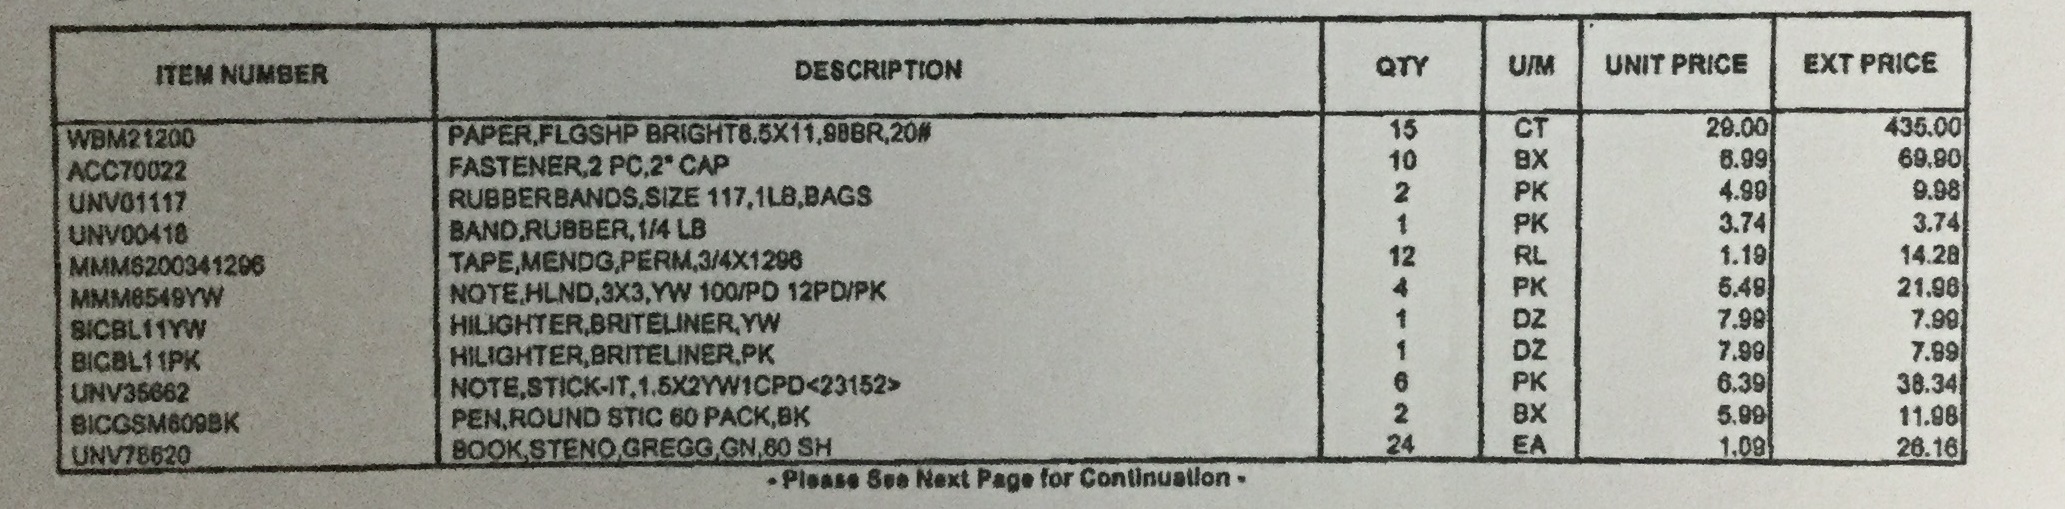 ITEM NUMBER DESCRIPTION QTY U/M UNIT PRICE EXT PRICE
WBM21200 PAPER,FLGSHP BRIGHT8.5X11,98BR,20# 15 CT 29.00 435.00
ACC70022 FASTENER,2 PC,2" CAP 10 BX 6.99 69.90
UNV01117 RUBBERBANDS,SIZE 117,1LB,BAGS 2 PK 4.99 9.98
UNV00418 BAND,RUBBER,1/4 LB 1 PK 3.74 3.74
MMM6200341296 TAPE,MENDG,PERM,3/4X1296 12 RL 1.19 14.28
MMM6549YW NOTE,HLND,3X3,YW 100/PD 12PD/PK 4 PK 5.49 21.96
BICBL11YW HILIGHTER,BRITELINER,YW 1 DZ 7.99 7.99
BICBL11PK HILIGHTER,BRITELINER,PK 1 DZ 7.99 7.99
UNV35662 NOTE,STICK-IT,1.5X2YW1CPD<23152> 6 PK 6.39 38.34
BICGSM609BK PEN,ROUND STIC 60 PACK,BK 2 BX 5.99 11.98
UNV78620 BOOK,STENO,GREGG,GN,60 SH 24 EA 1.09 26.16
- Please See Next Page for Continuation -